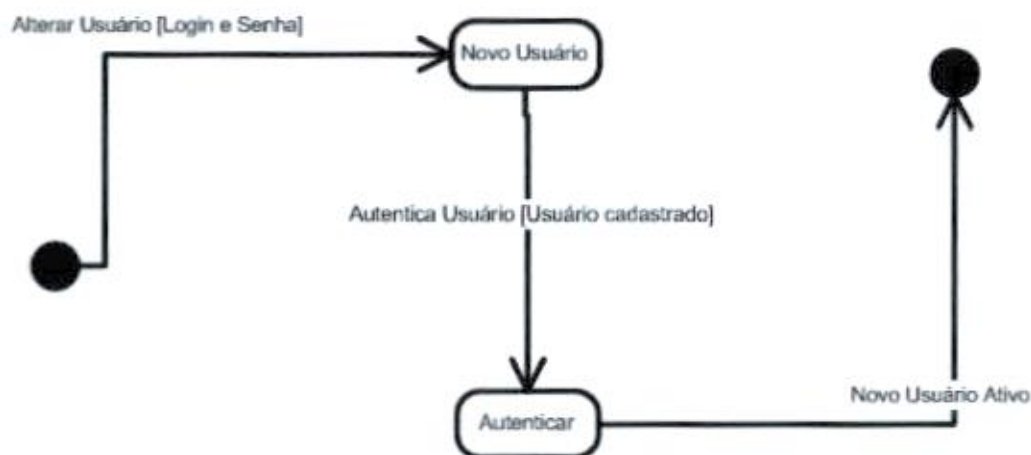 Alterar Usuário [Login e Senha]
Novo Usuário
Autentica Usuário [Usuário cadastrado]
Novo Usuário Ativo
Autenticar